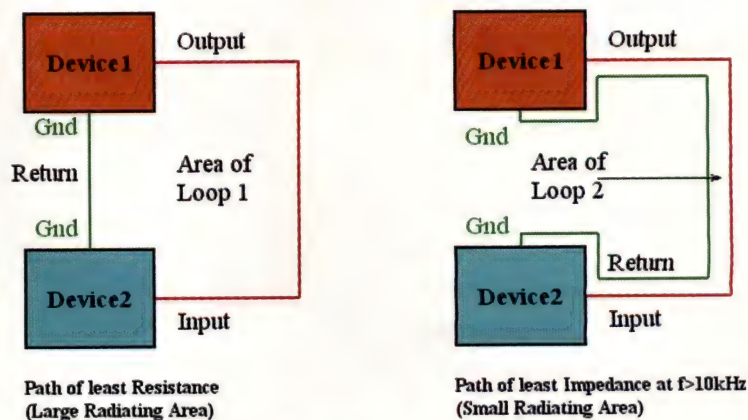 Output
Device1
Gnd
Return
Area of
Loop 1
Gnd
Device2
Input
Path of least Resistance
(Large Radiating Area)
Output
Device1
Gnd
Area of
Loop 2
Gnd
Return
Device2
Input
Path of least Impedance at f>10kHz
(Small Radiating Area)